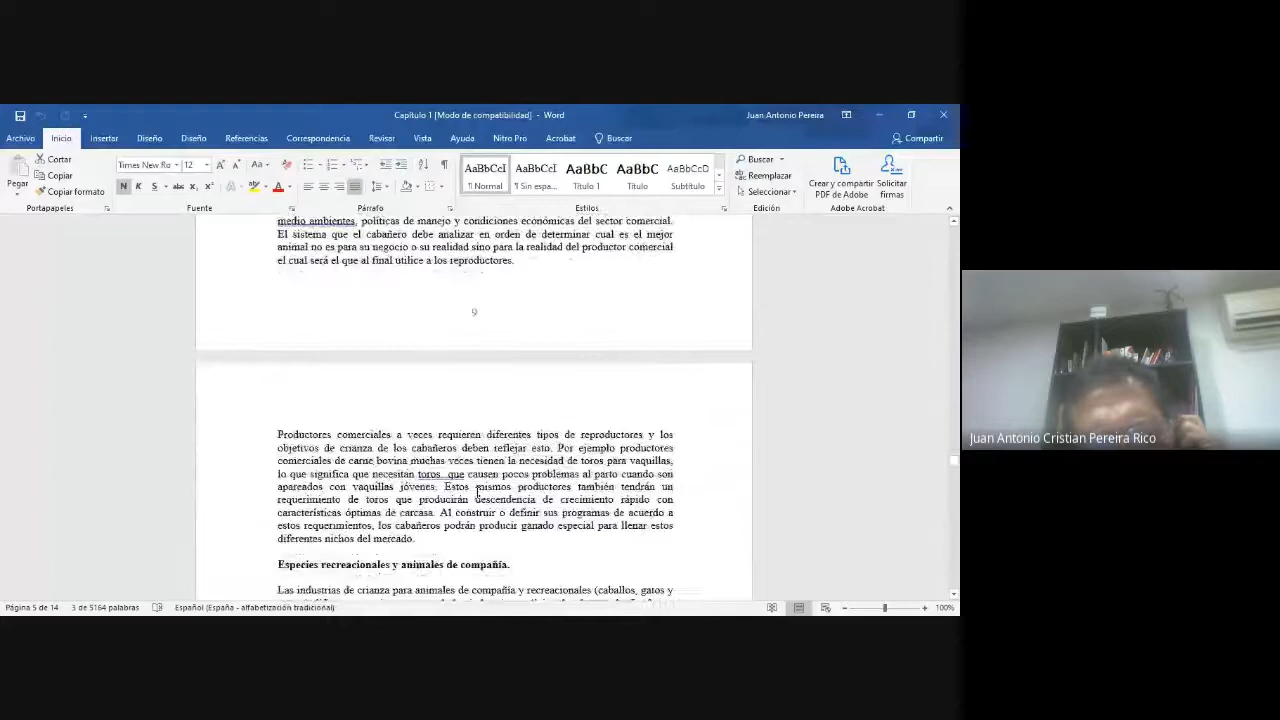 Capítulo 1 [Modo de compatibilidad] - Word
Juan Antonio Pereira
Archivo Inicio Insertar Diseño Diseño Referencias Correspondencia Revisar Vista Ayuda Nitro Pro Acrobat Buscar Compartir
Pegar
Cortar
Copiar
Copiar formato
Portapapeles
Times New Ro 12
N K S abc x₂ x²
Fuente
Párrafo
AaBbCcI AaBbCcI AaBbC AaBbC AaBbCcD
¶ Normal ¶ Sin espa... Título 1 Título Subtítulo
Estilos
Buscar
Reemplazar
Seleccionar
Edición
Crear y compartir PDF de Adobe
Solicitar firmas
Adobe Acrobat
medio ambientes, políticas de manejo y condiciones económicas del sector comercial.
El sistema que el cabañero debe analizar en orden de determinar cual es el mejor
animal no es para su negocio o su realidad sino para la realidad del productor comercial
el cual será el que al final utilice a los reproductores.
9
Productores comerciales a veces requieren diferentes tipos de reproductores y los
objetivos de crianza de los cabañeros deben reflejar esto. Por ejemplo productores
comerciales de carne bovina muchas veces tienen la necesidad de toros para vaquillas,
lo que significa que necesitán toros que causen pocos problemas al parto cuando son
apareados con vaquillas jóvenes. Estos mismos productores también tendrán un
requerimiento de toros que producirán descendencia de crecimiento rápido con
características óptimas de carcasa. Al construir o definir sus programas de acuerdo a
estos requerimientos, los cabañeros podrán producir ganado especial para llenar estos
diferentes nichos del mercado.
Especies recreacionales y animales de compañía.
Las industrias de crianza para animales de compañía y recreacionales (caballos, gatos y
Página 5 de 14 3 de 5164 palabras Español (España - alfabetización tradicional) 100%
Juan Antonio Cristian Pereira Rico